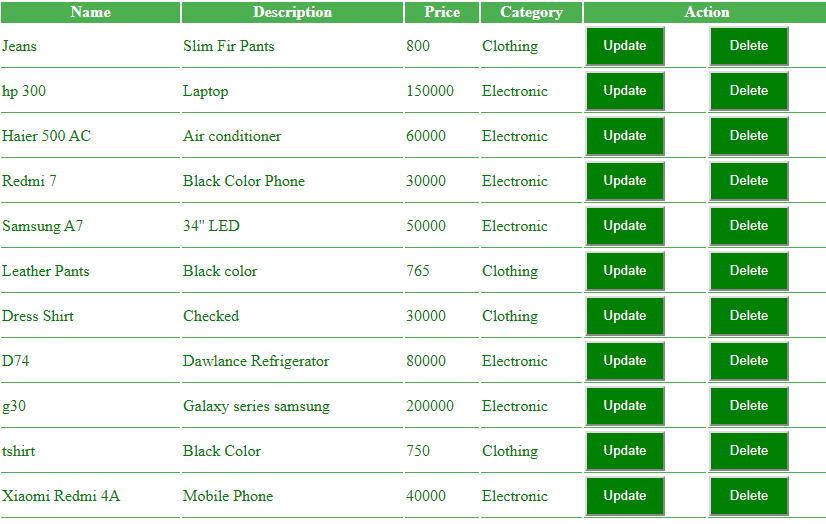 Name Description Price Category Action
Jeans Slim Fir Pants 800 Clothing Update Delete
hp 300 Laptop 150000 Electronic Update Delete
Haier 500 AC Air conditioner 60000 Electronic Update Delete
Redmi 7 Black Color Phone 30000 Electronic Update Delete
Samsung A7 34" LED 50000 Electronic Update Delete
Leather Pants Black color 765 Clothing Update Delete
Dress Shirt Checked 30000 Clothing Update Delete
D74 Dawlance Refrigerator 80000 Electronic Update Delete
g30 Galaxy series samsung 200000 Electronic Update Delete
tshirt Black Color 750 Clothing Update Delete
Xiaomi Redmi 4A Mobile Phone 40000 Electronic Update Delete